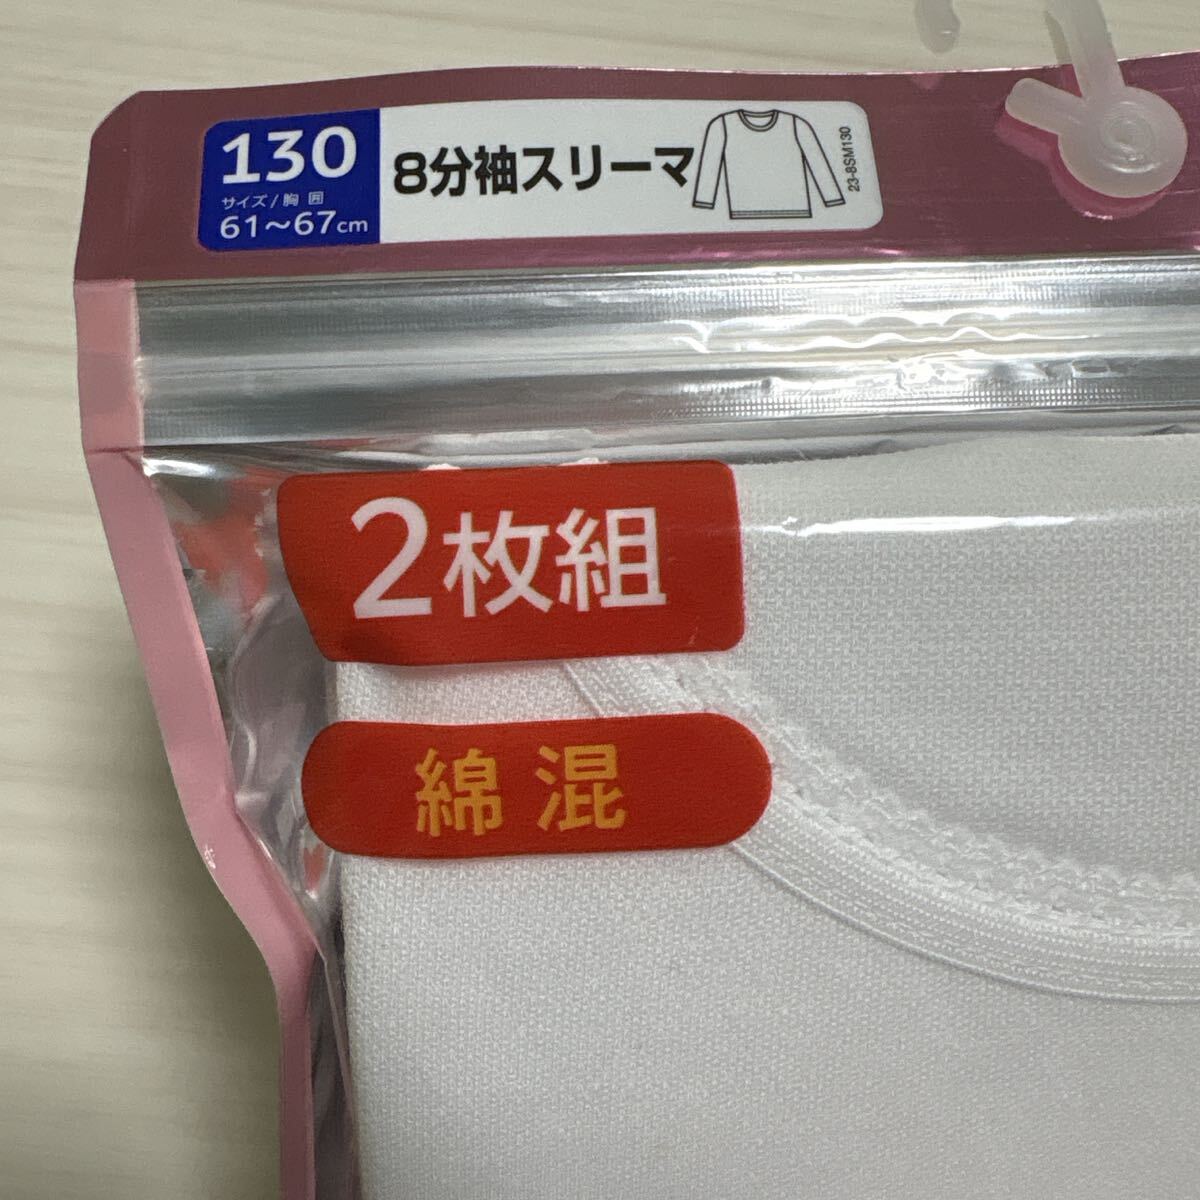 130
サイズ/胸囲
61～67cm
8分袖スリーマ
23-8SM130
2枚組
綿混